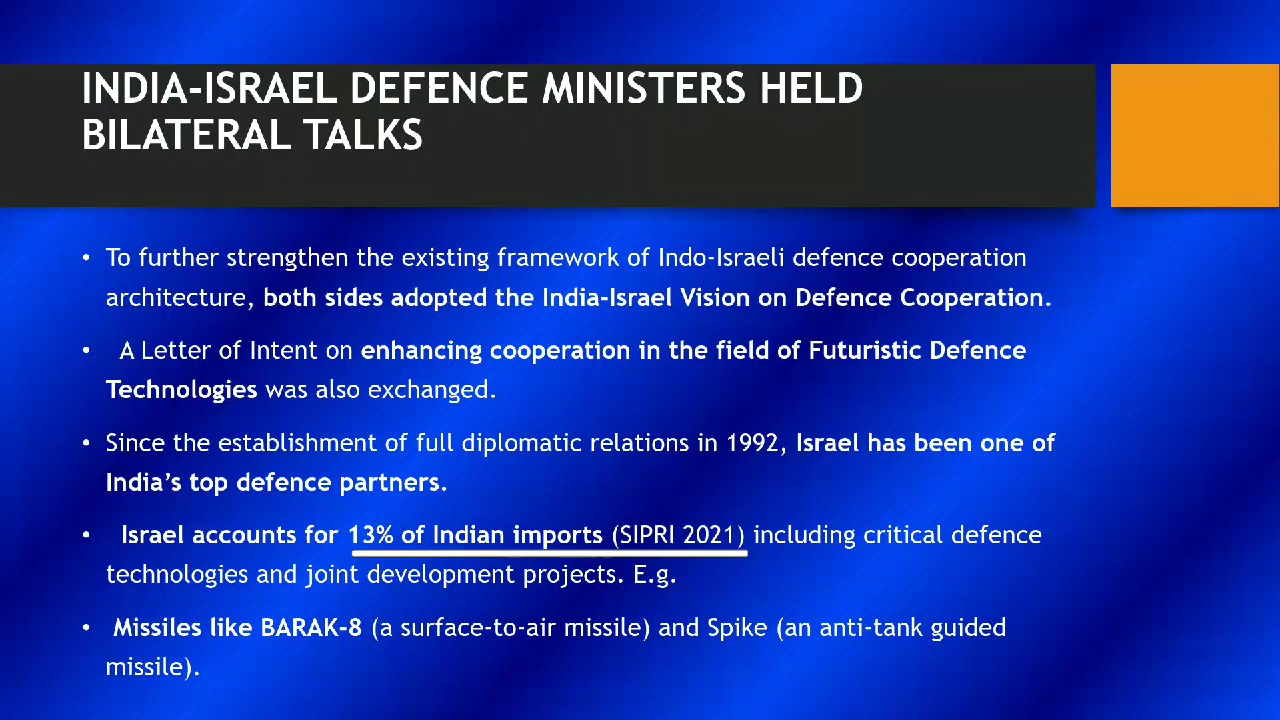 INDIA-ISRAEL DEFENCE MINISTERS HELD
BILATERAL TALKS
• To further strengthen the existing framework of Indo-Israeli defence cooperation
architecture, both sides adopted the India-Israel Vision on Defence Cooperation.
• A Letter of Intent on enhancing cooperation in the field of Futuristic Defence
Technologies was also exchanged.
• Since the establishment of full diplomatic relations in 1992, Israel has been one of
India’s top defence partners.
• Israel accounts for 13% of Indian imports (SIPRI 2021) including critical defence
technologies and joint development projects. E.g.
• Missiles like BARAK-8 (a surface-to-air missile) and Spike (an anti-tank guided
missile).